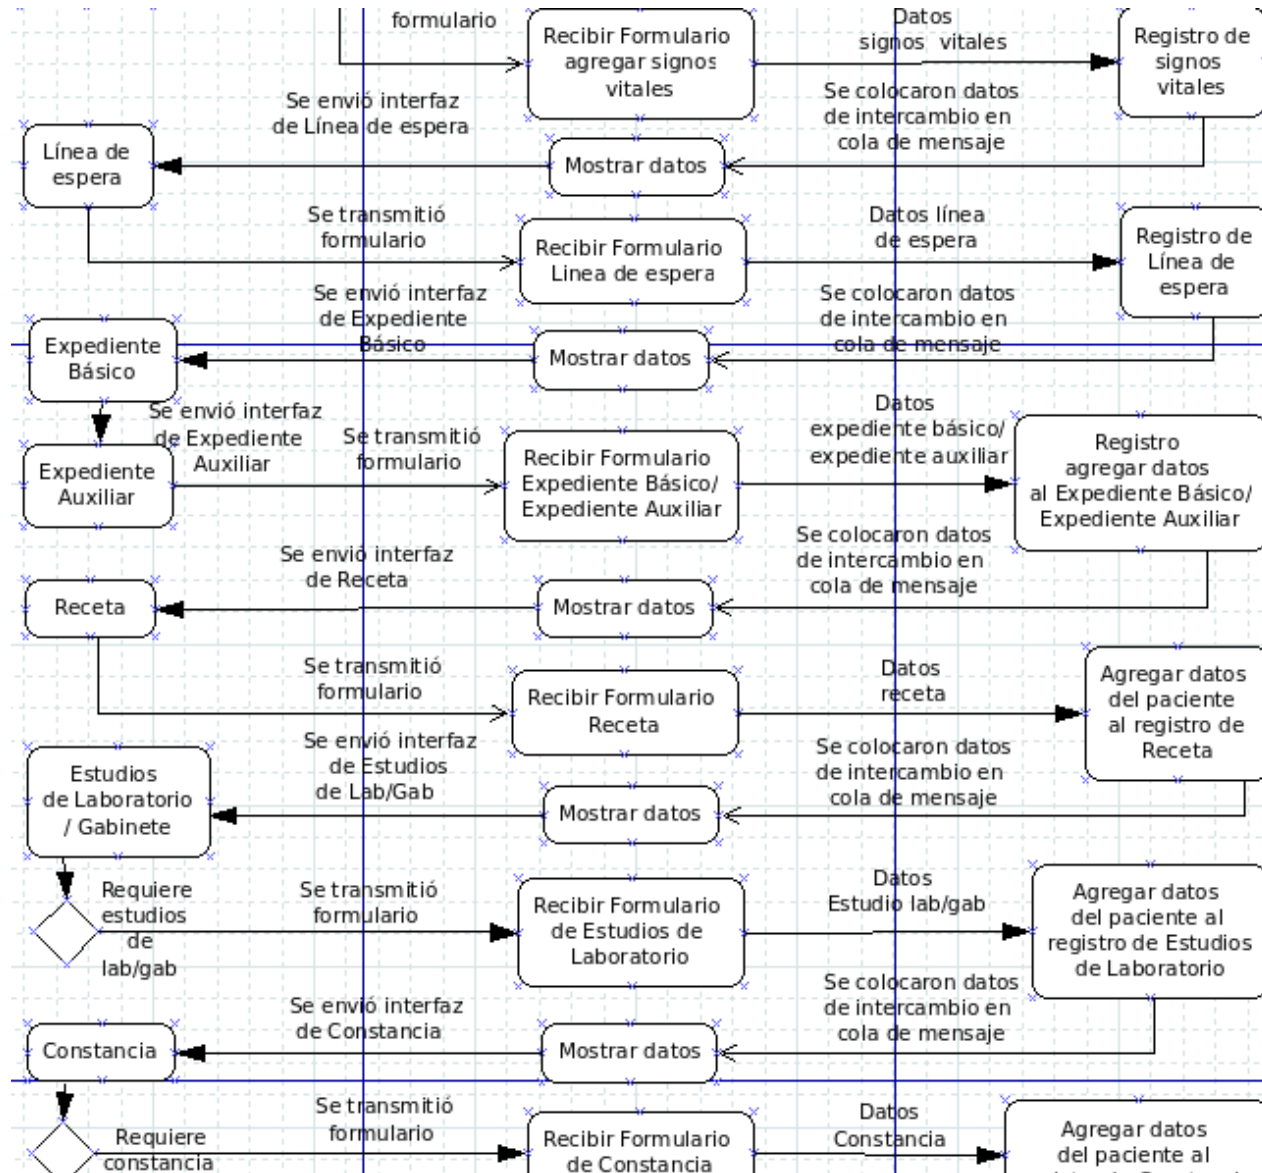 formulario
Recibir Formulario
agregar signos
vitales
Datos
signos vitales
Registro de
signos
vitales
Se envió interfaz
de Línea de espera
Se colocaron datos
de intercambio en
cola de mensaje
Línea de
espera
Mostrar datos
Se transmitió
formulario
Recibir Formulario
Linea de espera
Datos línea
de espera
Registro de
Línea de
espera
Se envió interfaz
de Expediente
Básico
Se colocaron datos
de intercambio en
cola de mensaje
Expediente
Básico
Mostrar datos
Se envió interfaz
de Expediente
Auxiliar
Se transmitió
formulario
Expediente
Auxiliar
Recibir Formulario
Expediente Básico/
Expediente Auxiliar
Datos
expediente básico/
expediente auxiliar
Registro
agregar datos
al Expediente Básico/
Expediente Auxiliar
Se envió interfaz
de Receta
Se colocaron datos
de intercambio en
cola de mensaje
Receta
Mostrar datos
Se transmitió
formulario
Recibir Formulario
Receta
Datos
receta
Agregar datos
del paciente
al registro de
Receta
Se envió interfaz
de Estudios
de Lab/Gab
Se colocaron datos
de intercambio en
cola de mensaje
Estudios
de Laboratorio
/ Gabinete
Mostrar datos
Requiere
estudios
de
lab/gab
Se transmitió
formulario
Recibir Formulario
de Estudios de
Laboratorio
Datos
Estudio lab/gab
Agregar datos
del paciente al
registro de Estudios
de Laboratorio
Se envió interfaz
de Constancia
Se colocaron datos
de intercambio en
cola de mensaje
Constancia
Mostrar datos
Requiere
constancia
Se transmitió
formulario
Recibir Formulario
de Constancia
Datos
Constancia
Agregar datos
del paciente al